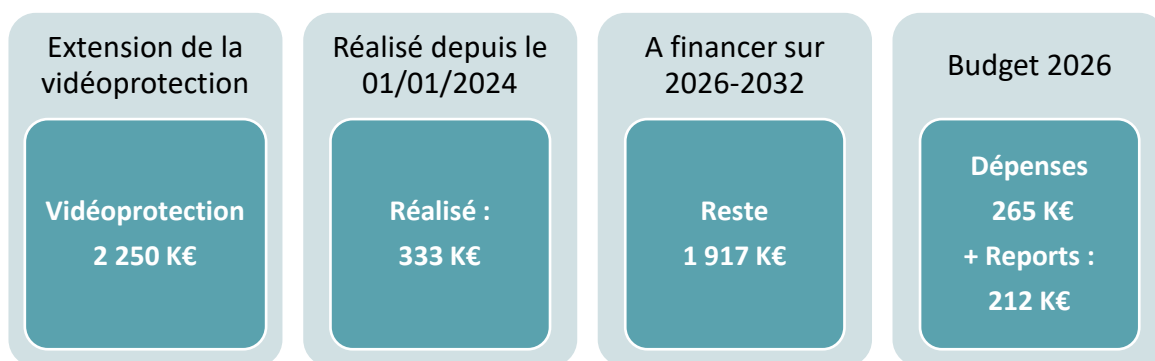 Extension de la
vidéoprotection
Vidéoprotection
2 250 K€
Réalisé depuis le
01/01/2024
Réalisé :
333 K€
A financer sur
2026-2032
Reste
1 917 K€
Budget 2026
Dépenses
265 K€
+ Reports :
212 K€